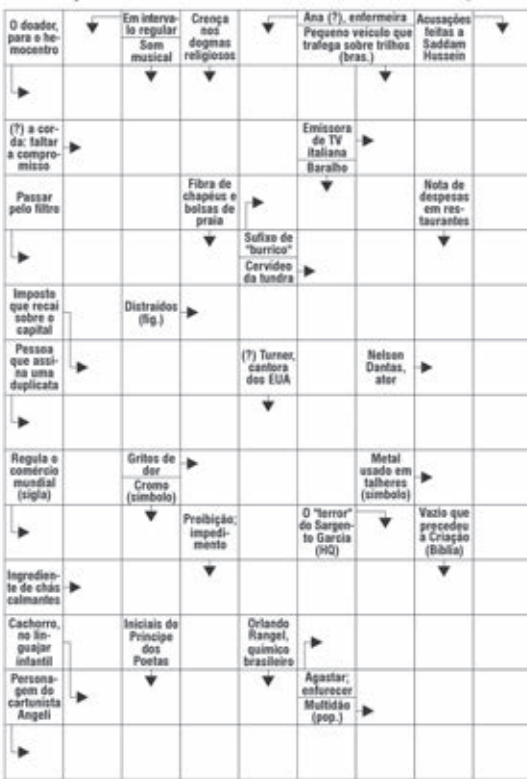 O doador,
para o he-
mocentro
Em interva-
lo regular
Som
musical
Crença
nos
dogmas
religiosos
Ana (?), enfermeira
Pequeno veículo que
trafega sobre trilhos
(bras.)
Acusações
feitas a
Saddam
Hussein
(?) a cor-
da: faltar
a compro-
misso
Emissora
de TV
italiana
Baralho
Passar
pelo filtro
Fibra de
chapéus e
bolsas de
praia
Sufixo de
"burrico"
Cervídeo
da tundra
Nota de
despesas
em res-
taurantes
Imposto
que recai
sobre o
capital
Distraídos
(fig.)
Pessoa
que assi-
na uma
duplicata
(?) Turner,
cantora
dos EUA
Nelson
Dantas,
ator
Regula o
comércio
mundial
(sigla)
Gritos de
dor
Cromo
(símbolo)
Metal
usado em
talheres
(símbolo)
Proibição;
impedi-
mento
O "terror"
do Sargen-
to Garcia
(HQ)
Vazio que
precedeu
à Criação
(Bíblia)
Ingredien-
te de chás
calmantes
Cachorro,
no lin-
guajar
infantil
Iniciais do
Príncipe
dos
Poetas
Orlando
Rangel,
químico
brasileiro
Persona-
gem do
cartunista
Angeli
Agastar;
enfurecer
Multidão
(pop.)